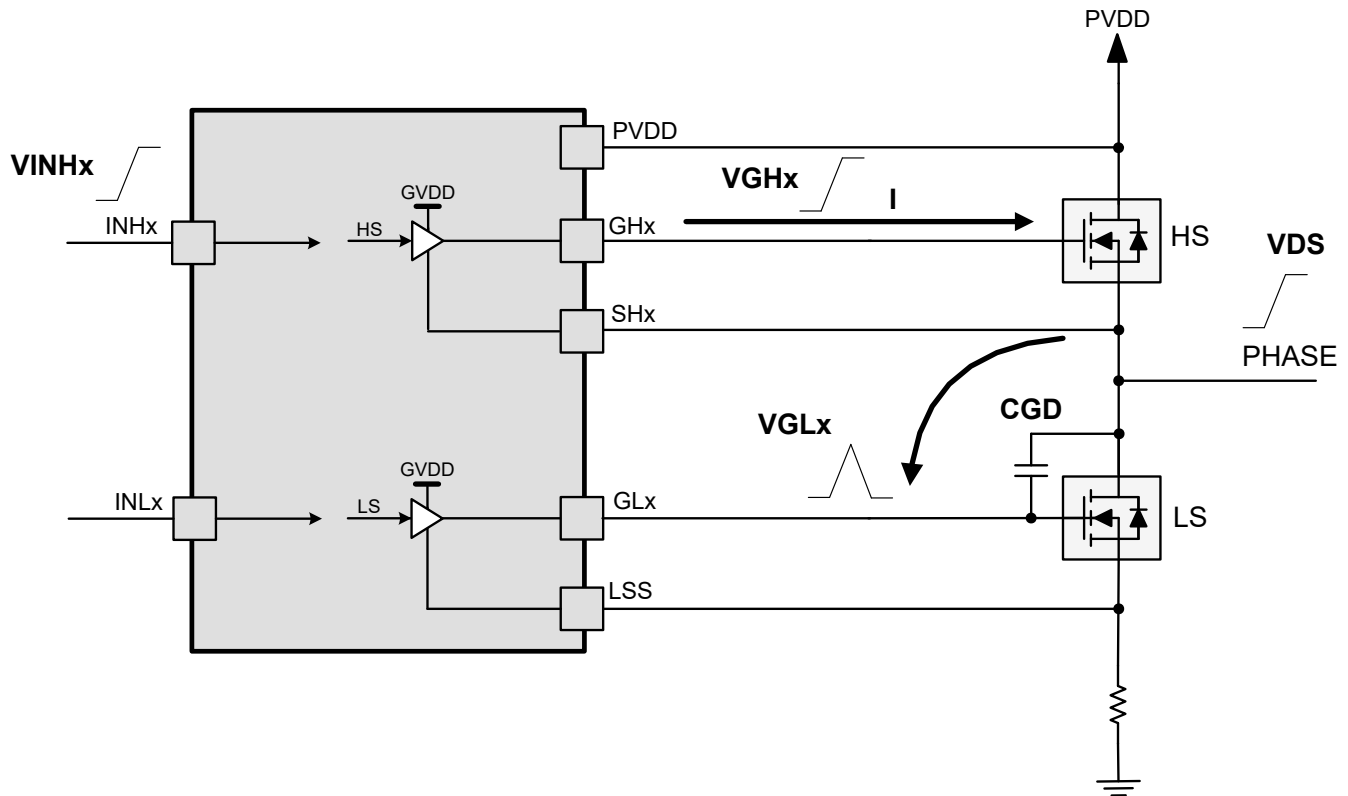 PVDD
PVDD
VINHx
VGHx
I
GVDD
INHx
HS
GHx
HS
VDS
SHx
PHASE
CGD
VGLx
GVDD
INLx
LS
GLx
LS
LSS